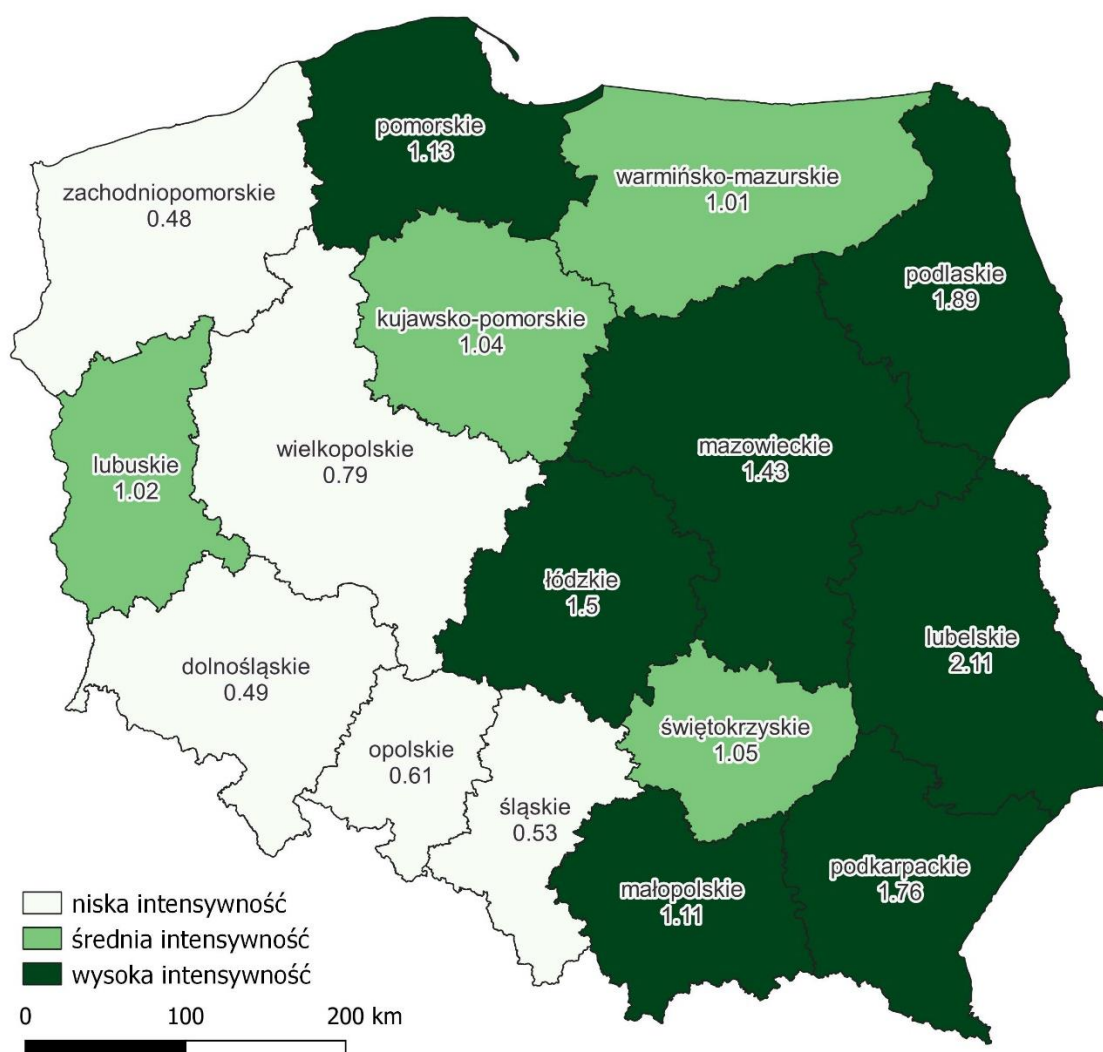 pomorskie
1.13
zachodniopomorskie
0.48
warmińsko-mazurskie
1.01
podlaskie
1.89
kujawsko-pomorskie
1.04
wielkopolskie
0.79
mazowieckie
1.43
lubuskie
1.02
łódzkie
1.5
lubelskie
2.11
dolnośląskie
0.49
opolskie
0.61
świętokrzyskie
1.05
śląskie
0.53
małopolskie
1.11
podkarpackie
1.76
niska intensywność
średnia intensywność
wysoka intensywność
0 100 200 km